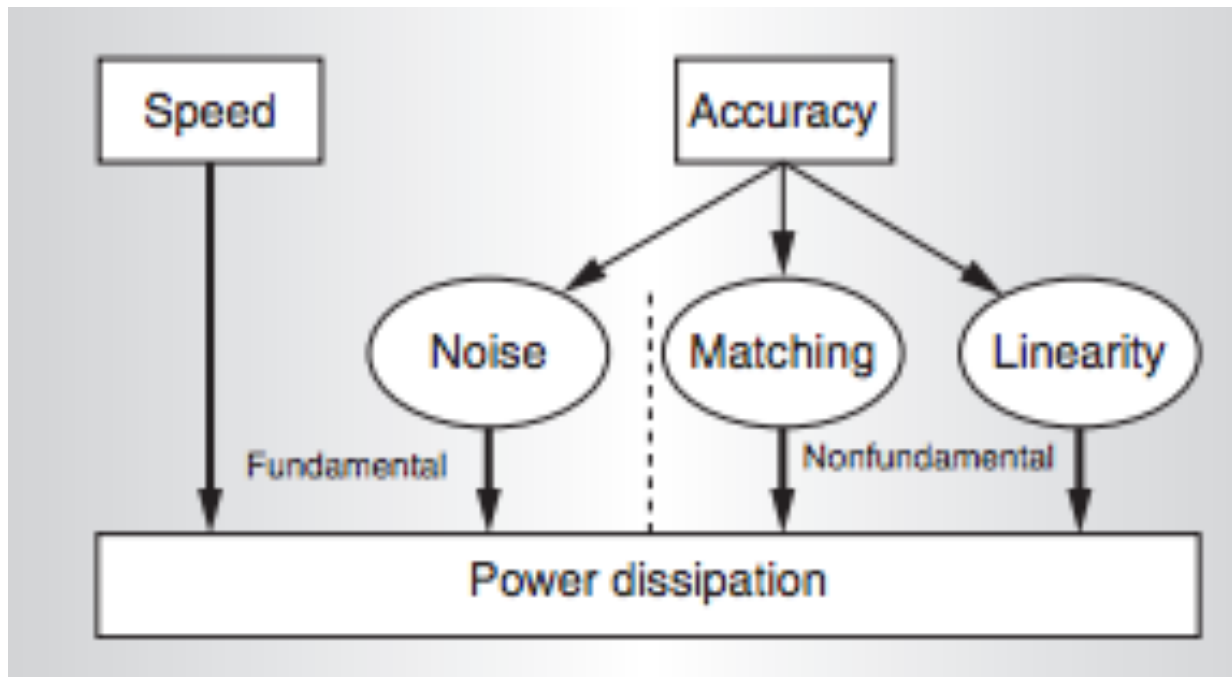 Speed
Accuracy
Noise
Matching
Linearity
Fundamental
Nonfundamental
Power dissipation